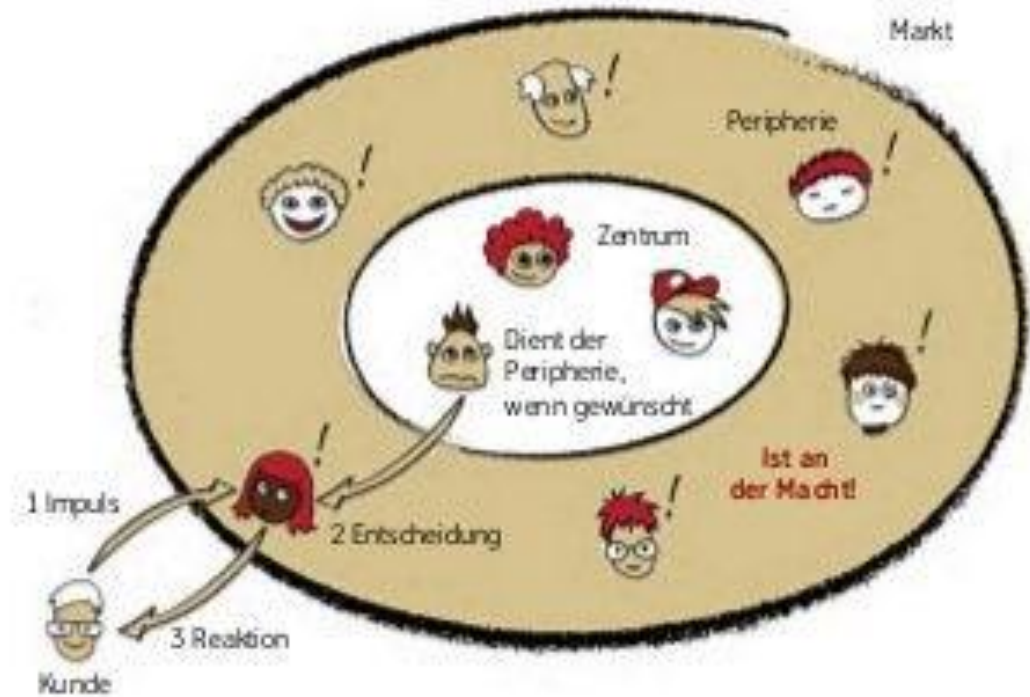 Markt
Peripherie
!
!
!
Zentrum
Dient der
Peripherie,
wenn gewünscht
!
Ist an
der Macht!
!
!
1 Impuls
2 Entscheidung
3 Reaktion
Kunde